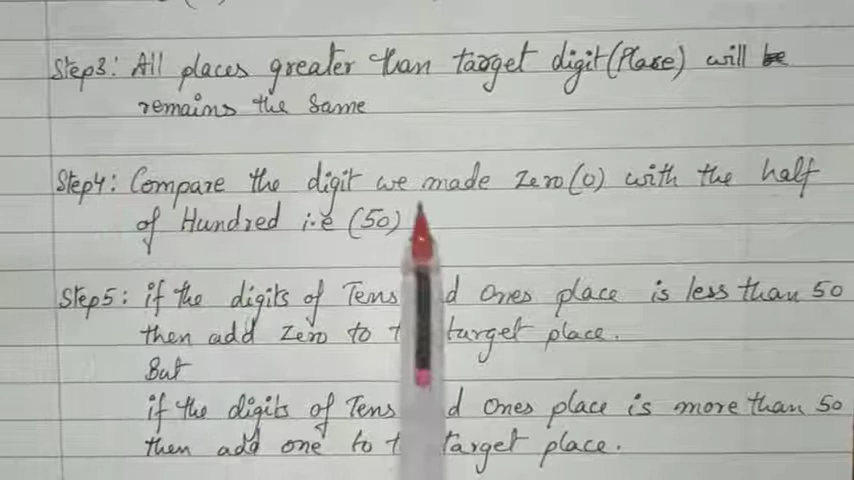 Step3: All places greater than target digit(Place) will be
remains the Same
Step4: Compare the digit we made Zero(0) with the half
of Hundred i.e (50)
Step5: if the digits of Tens d Ones place is less than 50
then add Zero to t target place.
But
if the digits of Tens d Ones place is more than 50
then add one to t target place.